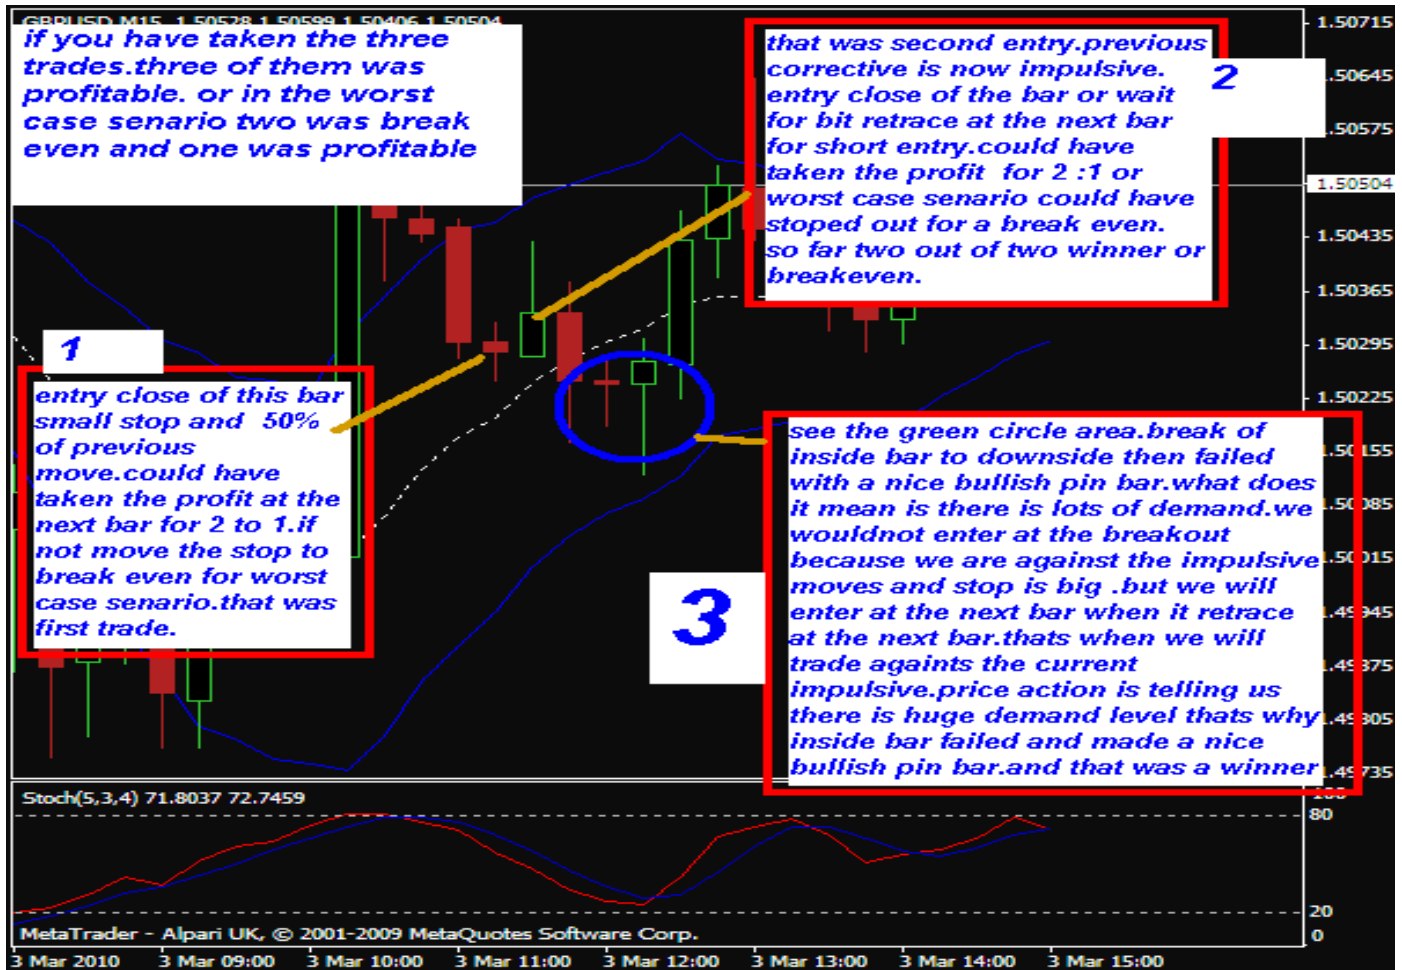 GBPUSD,M15 1.50528 1.50599 1.50406 1.50504
if you have taken the three
trades.three of them was
profitable. or in the worst
case senario two was break
even and one was profitable
that was second entry.previous
corrective is now impulsive.
entry close of the bar or wait
for bit retrace at the next bar
for short entry.could have
taken the profit for 2 :1 or
worst case senario could have
stoped out for a break even.
so far two out of two winner or
breakeven.
2
1
entry close of this bar
small stop and 50%
of previous
move.could have
taken the profit at the
next bar for 2 to 1.if
not move the stop to
break even for worst
case senario.that was
first trade.
3
see the green circle area.break of
inside bar to downside then failed
with a nice bullish pin bar.what does
it mean is there is lots of demand.we
wouldnot enter at the breakout
because we are against the impulsive
moves and stop is big .but we will
enter at the next bar when it retrace
at the next bar.thats when we will
trade againts the current
impulsive.price action is telling us
there is huge demand level thats why
inside bar failed and made a nice
bullish pin bar.and that was a winner
1.50715
1.50645
1.50575
1.50504
1.50435
1.50365
1.50295
1.50225
1.50155
1.50085
1.50015
1.49945
1.49875
1.49805
1.49735
Stoch(5,3,4) 71.8037 72.7459
100
80
20
0
MetaTrader - Alpari UK, © 2001-2009 MetaQuotes Software Corp.
3 Mar 2010 3 Mar 09:00 3 Mar 10:00 3 Mar 11:00 3 Mar 12:00 3 Mar 13:00 3 Mar 14:00 3 Mar 15:00